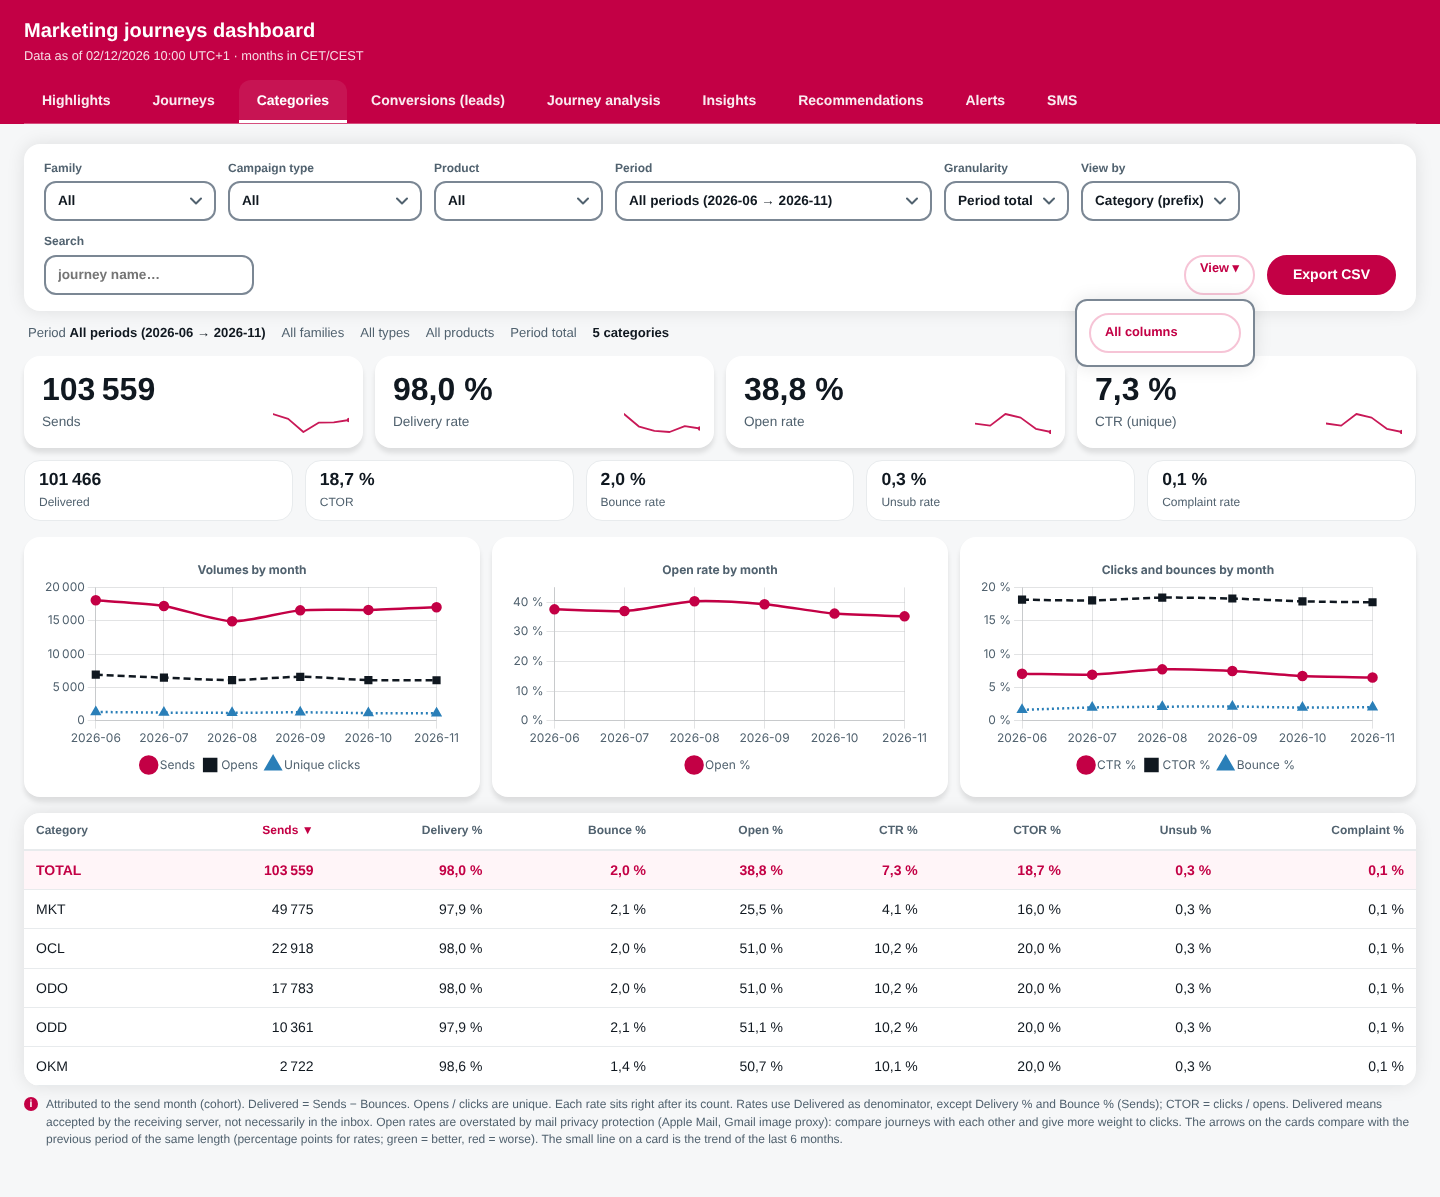 Marketing journeys dashboard
Data as of 02/12/2026 10:00 UTC+1 · months in CET/CEST
Highlights Journeys Categories Conversions (leads) Journey analysis Insights Recommendations Alerts SMS
Family Campaign type Product Period Granularity View by
All All All All periods (2026-06 → 2026-11) Period total Category (prefix)
Search
journey name… View ▾ Export CSV
All columns
Period All periods (2026-06 → 2026-11) All families All types All products Period total 5 categories
103 559 98,0 % 38,8 % 7,3 %
Sends Delivery rate Open rate CTR (unique)
101 466 18,7 % 2,0 % 0,3 % 0,1 %
Delivered CTOR Bounce rate Unsub rate Complaint rate
Volumes by month
20 000
15 000
10 000
5 000
0
2026-06 2026-07 2026-08 2026-09 2026-10 2026-11
Sends Opens Unique clicks
Open rate by month
40 %
30 %
20 %
10 %
0 %
2026-06 2026-07 2026-08 2026-09 2026-10 2026-11
Open %
Clicks and bounces by month
20 %
15 %
10 %
5 %
0 %
2026-06 2026-07 2026-08 2026-09 2026-10 2026-11
CTR % CTOR % Bounce %
Category Sends ▼ Delivery % Bounce % Open % CTR % CTOR % Unsub % Complaint %
TOTAL 103 559 98,0 % 2,0 % 38,8 % 7,3 % 18,7 % 0,3 % 0,1 %
MKT 49 775 97,9 % 2,1 % 25,5 % 4,1 % 16,0 % 0,3 % 0,1 %
OCL 22 918 98,0 % 2,0 % 51,0 % 10,2 % 20,0 % 0,3 % 0,1 %
ODO 17 783 98,0 % 2,0 % 51,0 % 10,2 % 20,0 % 0,3 % 0,1 %
ODD 10 361 97,9 % 2,1 % 51,1 % 10,2 % 20,0 % 0,3 % 0,1 %
OKM 2 722 98,6 % 1,4 % 50,7 % 10,1 % 20,0 % 0,3 % 0,1 %
i Attributed to the send month (cohort). Delivered = Sends − Bounces. Opens / clicks are unique. Each rate sits right after its count. Rates use Delivered as denominator, except Delivery % and Bounce % (Sends); CTOR = clicks / opens. Delivered means
accepted by the receiving server, not necessarily in the inbox. Open rates are overstated by mail privacy protection (Apple Mail, Gmail image proxy): compare journeys with each other and give more weight to clicks. The arrows on the cards compare with the
previous period of the same length (percentage points for rates; green = better, red = worse). The small line on a card is the trend of the last 6 months.